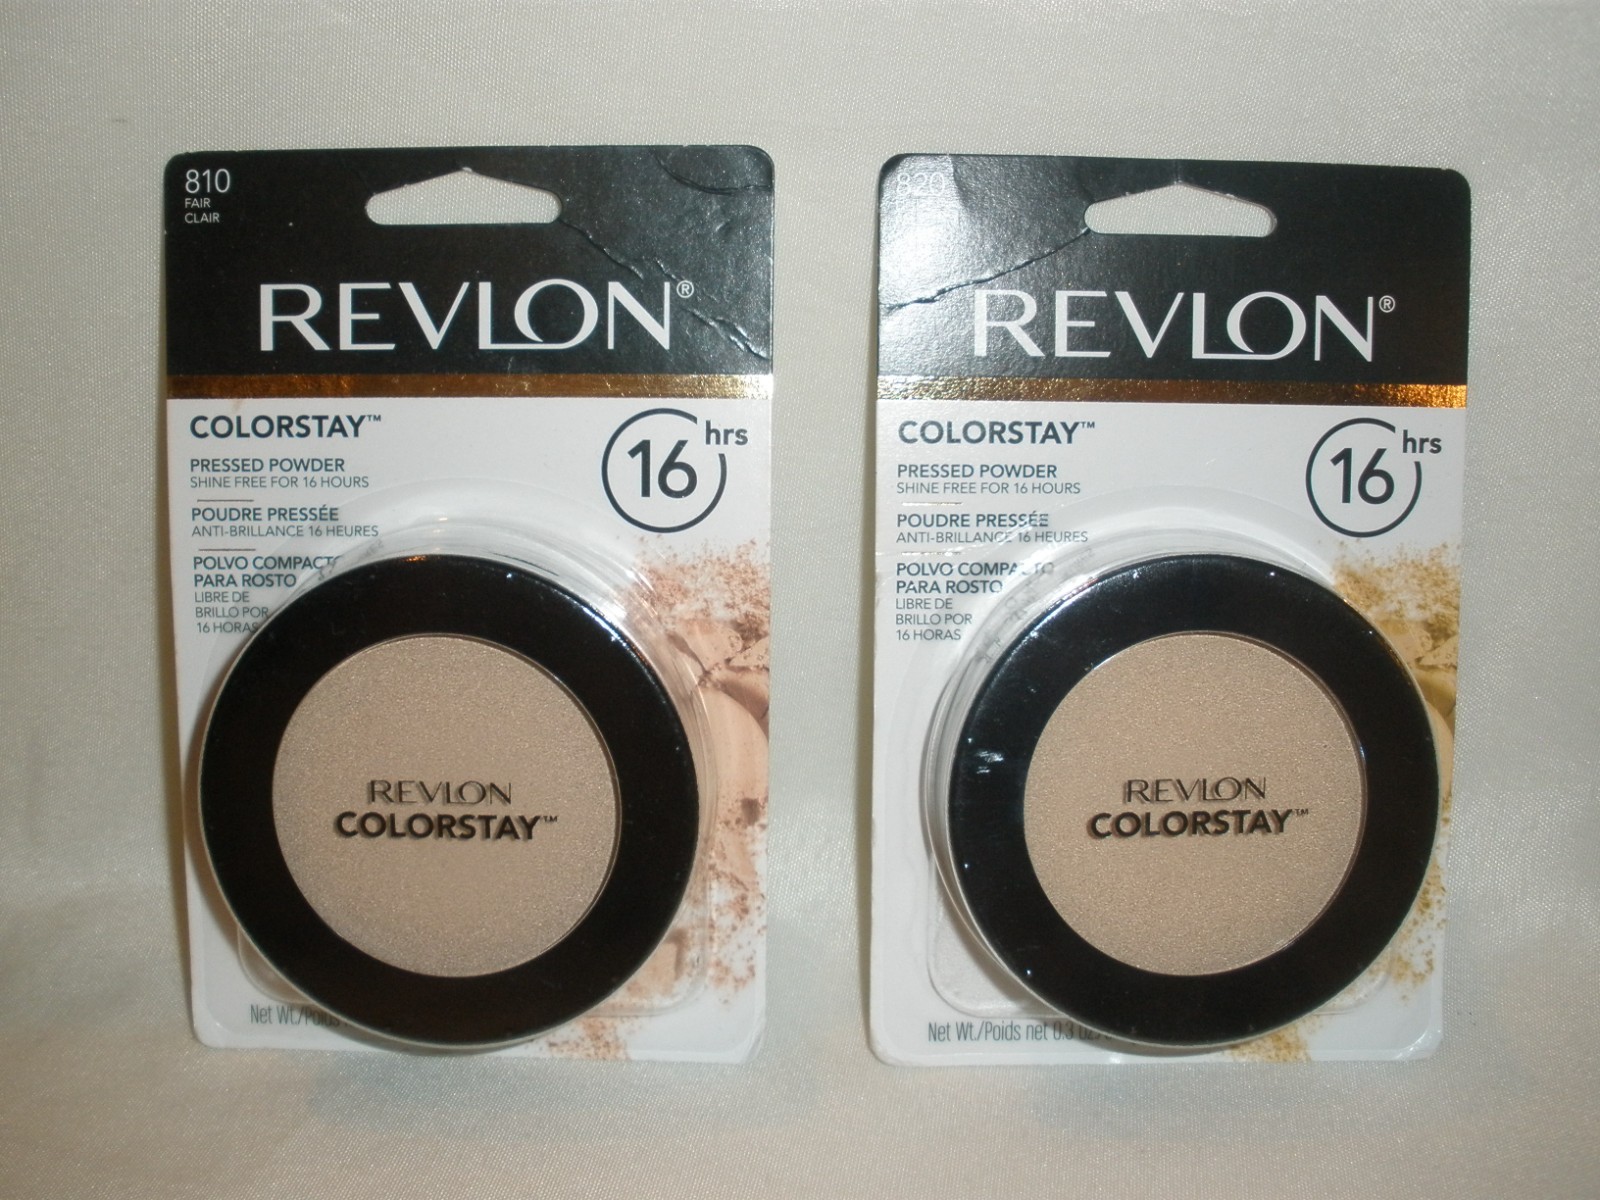 810
FAIR
CLAIR
REVLON®
COLORSTAY™
16 hrs
PRESSED POWDER
SHINE FREE FOR 16 HOURS
POUDRE PRESSÉE
ANTI-BRILLANCE 16 HEURES
POLVO COMPACTO
PARA ROSTO
LIBRE DE
BRILLO POR
16 HORAS
REVLON
COLORSTAY™
Net Wt./Poids
820
REVLON®
COLORSTAY™
16 hrs
PRESSED POWDER
SHINE FREE FOR 16 HOURS
POUDRE PRESSÉE
ANTI-BRILLANCE 16 HEURES
POLVO COMPACTO
PARA ROSTO
LIBRE DE
BRILLO POR
16 HORAS
REVLON
COLORSTAY™
Net Wt./Poids net 0.3 oz